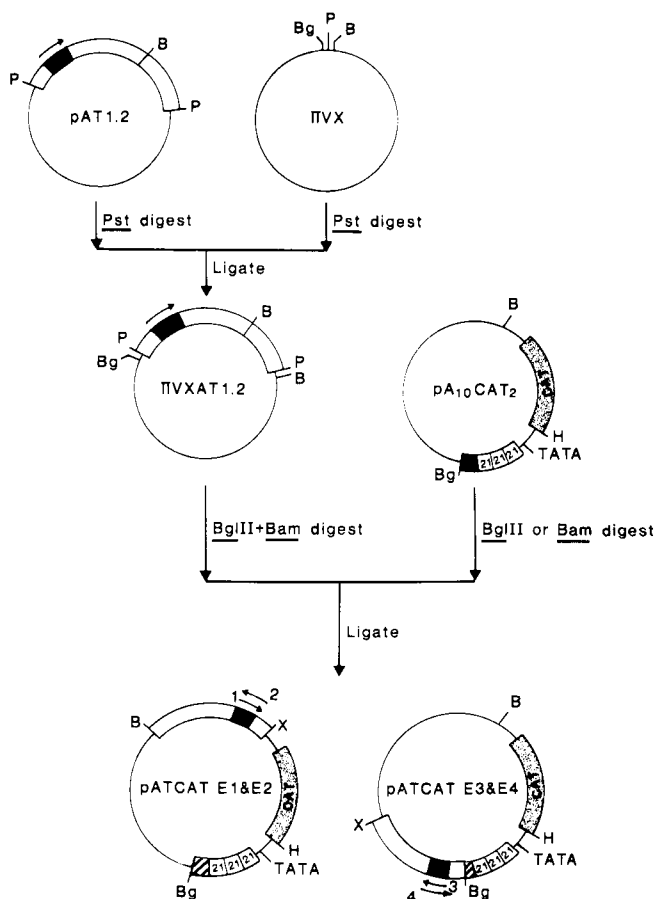 Bg P B
P B P
pAT1.2
πVX
Pst digest
Pst digest
Ligate
P Bg B P B
πVXAT1.2
B
CAT
pA10CAT2
H
TATA
21 21 21
Bg
BglII+Bam digest
BglII or Bam digest
Ligate
1 2
B X
pATCAT E1&E2
CAT
H
TATA
21 21 21
Bg
B
pATCAT E3&E4
CAT
X
H
TATA
21 21 21
3
4 Bg